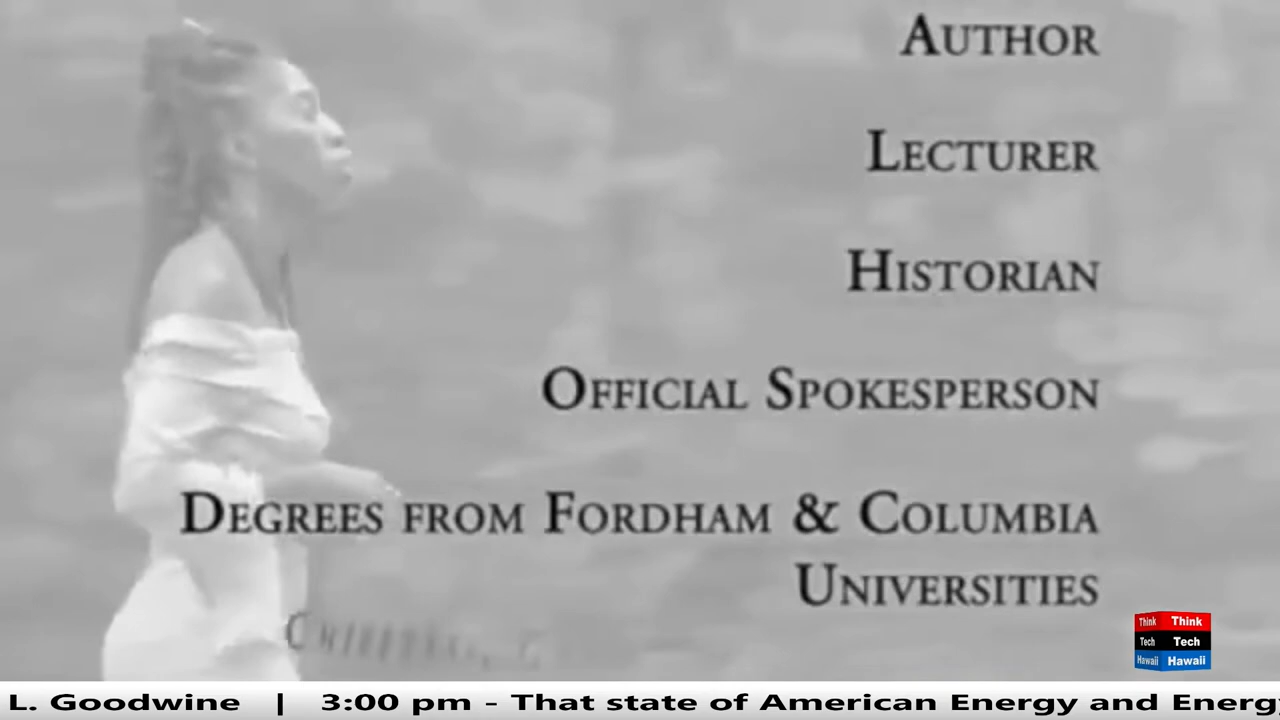 AUTHOR
LECTURER
HISTORIAN
OFFICIAL SPOKESPERSON
DEGREES FROM FORDHAM & COLUMBIA
UNIVERSITIES
Think Think
Tech Tech
Hawaii Hawaii
L. Goodwine | 3:00 pm - That state of American Energy and Energ